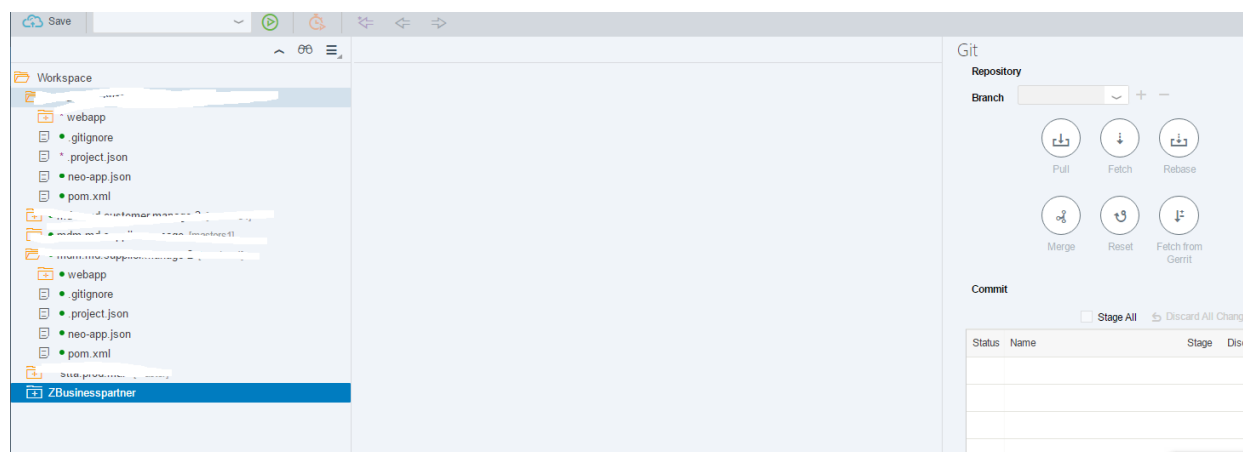 Save
Workspace
* webapp
.gitignore
* .project.json
neo-app.json
pom.xml
webapp
.gitignore
.project.json
neo-app.json
pom.xml
ZBusinesspartner
Git
Repository
Branch
Pull Fetch Rebase
Merge Reset Fetch from
Gerrit
Commit
Stage All Discard All Chang
Status Name Stage Disc